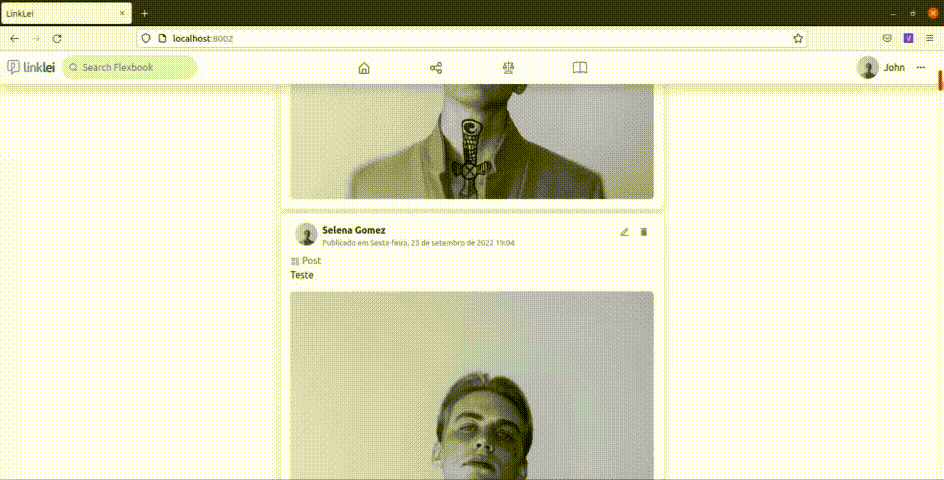 LinkLei
localhost:8002
linklei
Search Flexbook
John
Selena Gomez
Publicado em Sexta-feira, 23 de setembro de 2022 19:04
Post
Teste